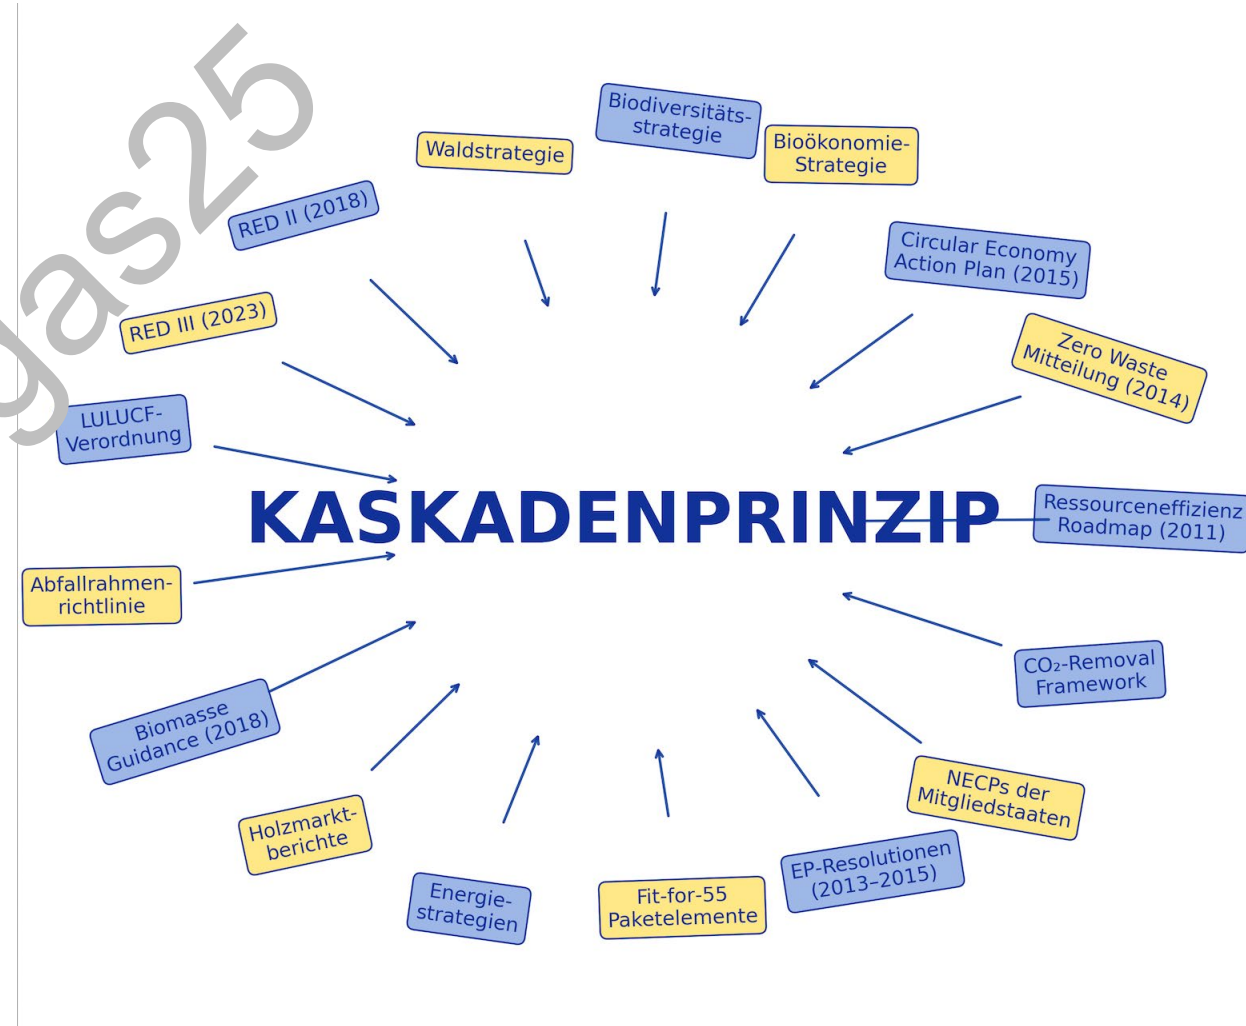 gas25
Biodiversitäts-
strategie
Waldstrategie
Bioökonomie-
Strategie
RED II (2018)
Circular Economy
Action Plan (2015)
RED III (2023)
Zero Waste
Mitteilung (2014)
LULUCF-
Verordnung
KASKADENPRINZIP
Ressourceneffizienz
Roadmap (2011)
Abfallrahmen-
richtlinie
CO₂-Removal
Framework
Biomasse
Guidance (2018)
NECPs der
Mitgliedstaaten
Holzmarkt-
berichte
EP-Resolutionen
(2013–2015)
Energie-
strategien
Fit-for-55
Paketelemente